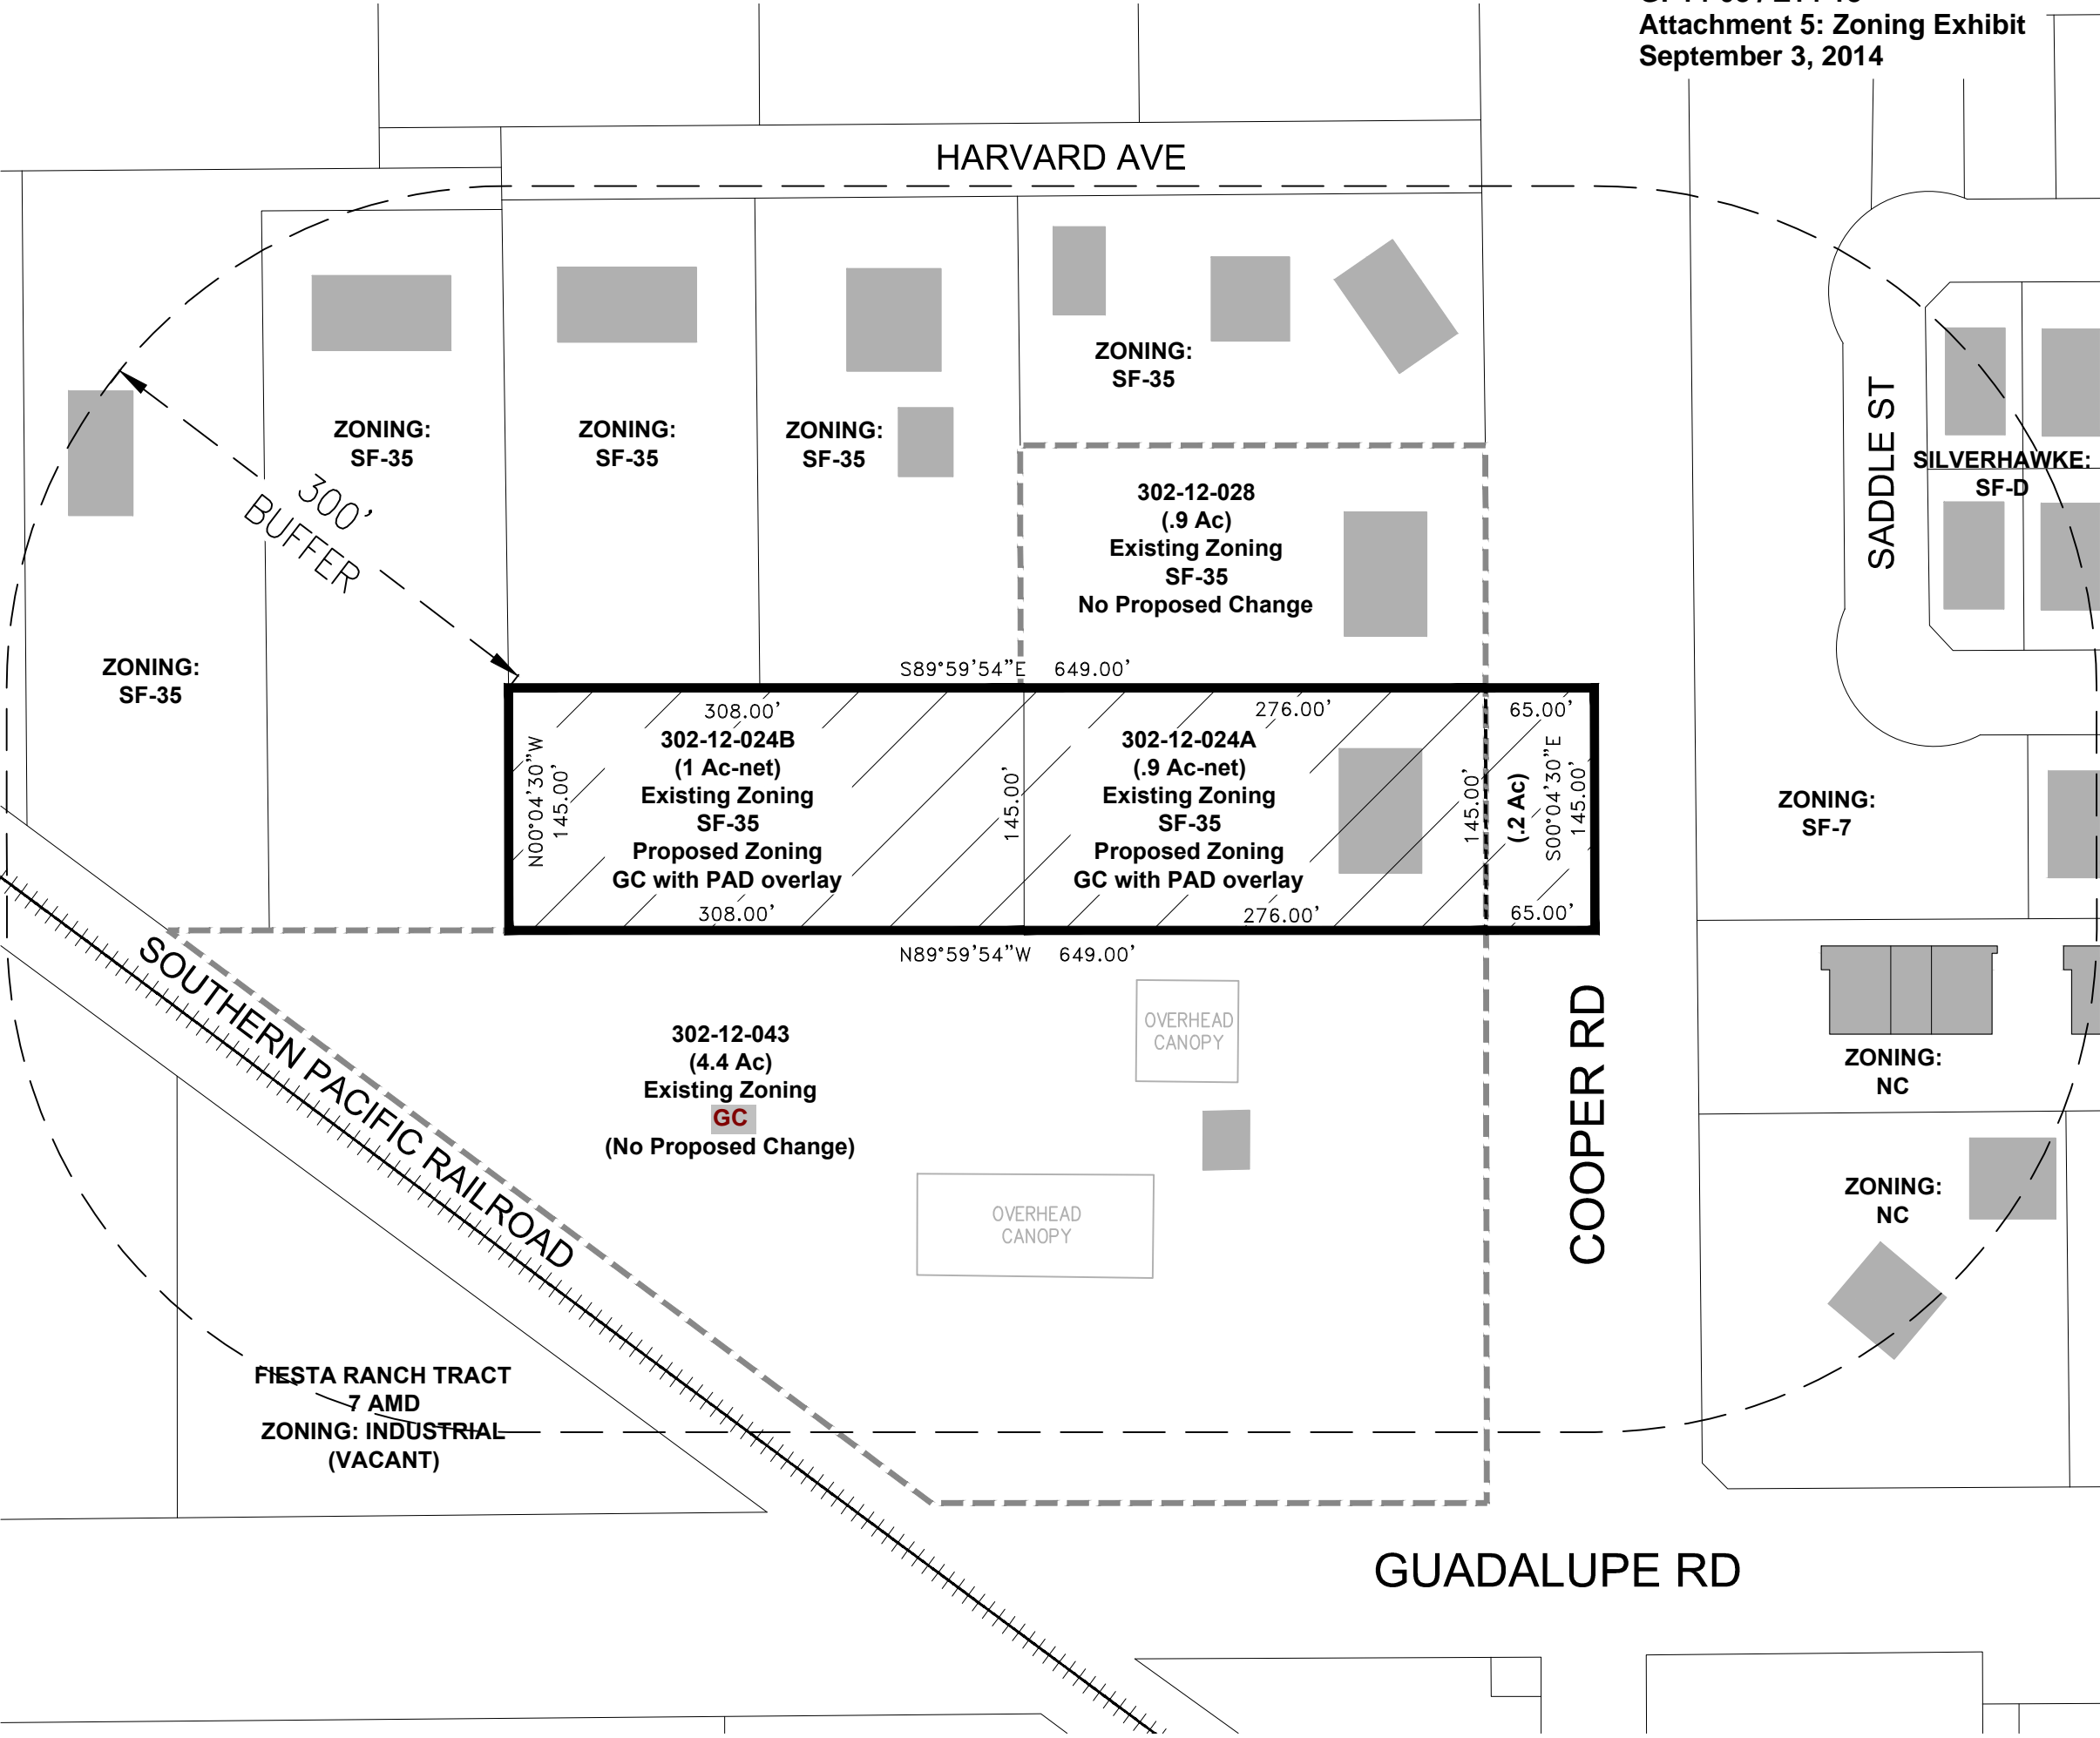 Attachment 5: Zoning Exhibit
September 3, 2014
HARVARD AVE
ZONING:
SF-35
ZONING:
SF-35
ZONING:
SF-35
ZONING:
SF-35
ZONING:
SF-35
300'
BUFFER
302-12-028
(.9 Ac)
Existing Zoning
SF-35
No Proposed Change
SADDLE ST
SILVERHAWKE:
SF-D
S89°59'54"E 649.00'
308.00'
276.00'
65.00'
N00°04'30"W
145.00'
302-12-024B
(1 Ac-net)
Existing Zoning
SF-35
Proposed Zoning
GC with PAD overlay
308.00'
145.00'
302-12-024A
(.9 Ac-net)
Existing Zoning
SF-35
Proposed Zoning
GC with PAD overlay
276.00'
145.00'
(.2 Ac)
S00°04'30"E
145.00'
65.00'
ZONING:
SF-7
N89°59'54"W 649.00'
SOUTHERN PACIFIC RAILROAD
302-12-043
(4.4 Ac)
Existing Zoning
GC
(No Proposed Change)
OVERHEAD
CANOPY
OVERHEAD
CANOPY
COOPER RD
ZONING:
NC
ZONING:
NC
FIESTA RANCH TRACT
7 AMD
ZONING: INDUSTRIAL
(VACANT)
GUADALUPE RD